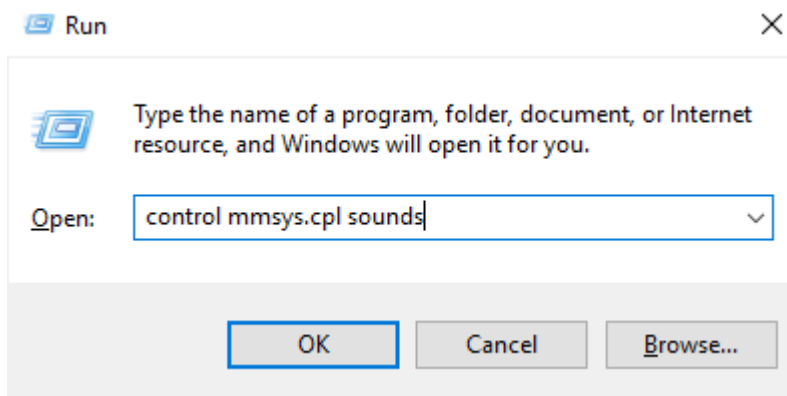 Run
Type the name of a program, folder, document, or Internet
resource, and Windows will open it for you.
Open: control mmsys.cpl sounds
OK Cancel Browse...